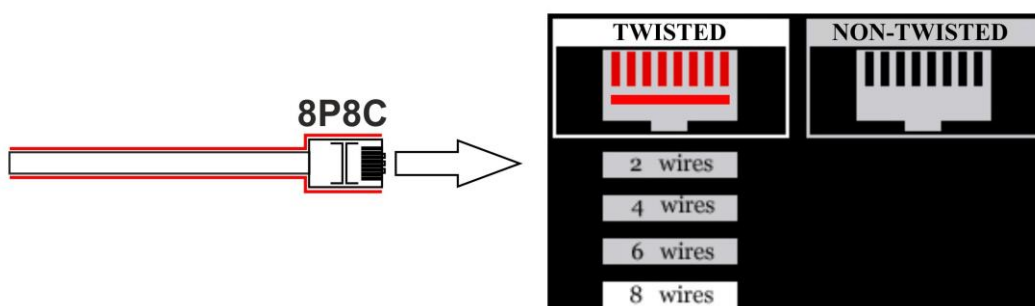 8P8C
TWISTED
NON-TWISTED
2 wires
4 wires
6 wires
8 wires